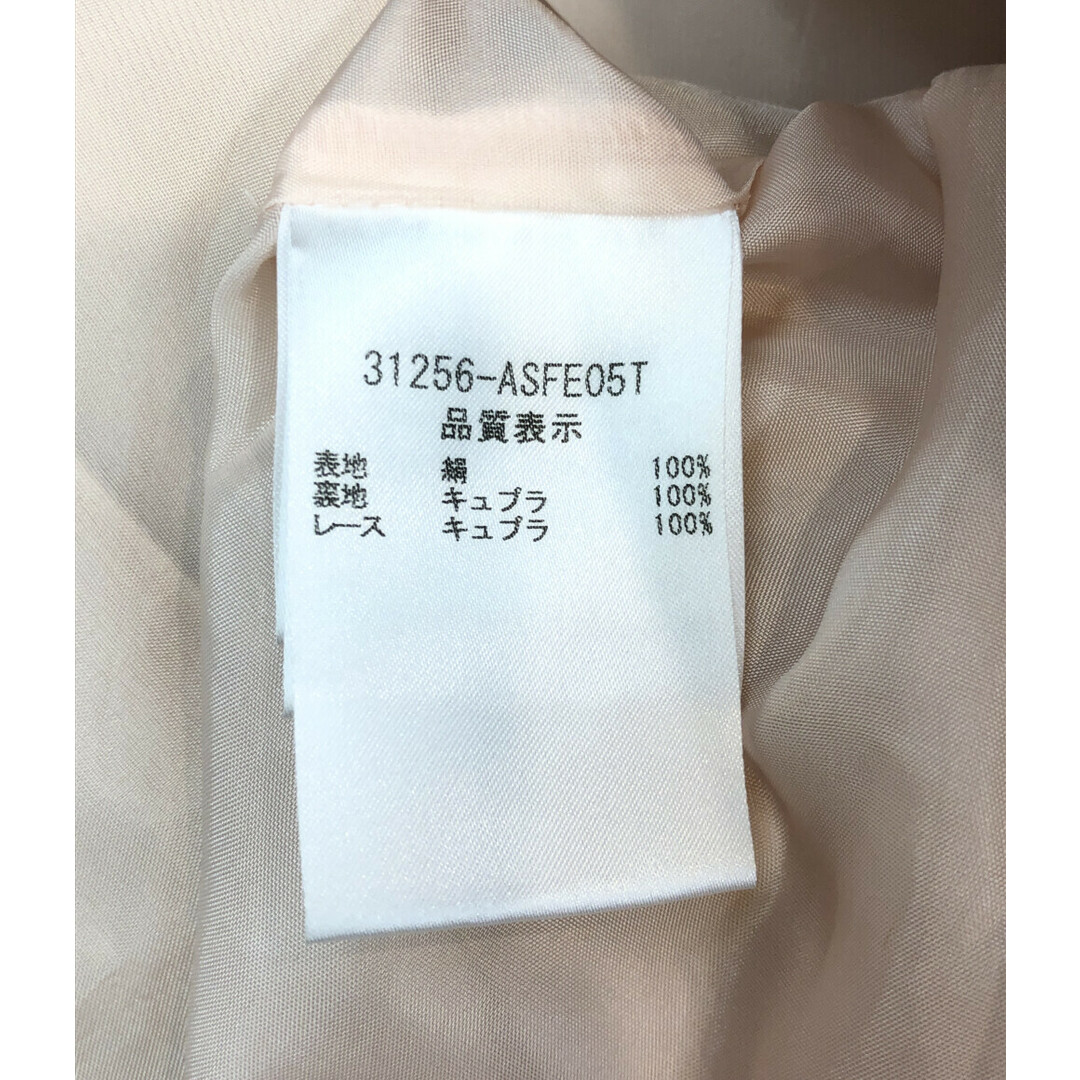 31256-ASFE05T
品質表示
表地 絹 100%
裏地 キュプラ 100%
レース キュプラ 100%